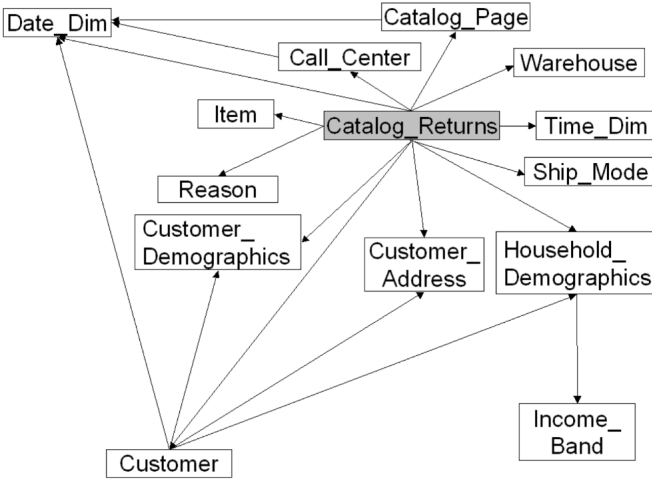 Date_Dim
Catalog_Page
Call_Center
Warehouse
Item
Catalog_Returns
Time_Dim
Ship_Mode
Reason
Customer_
Demographics
Customer_
Address
Household_
Demographics
Income_
Band
Customer